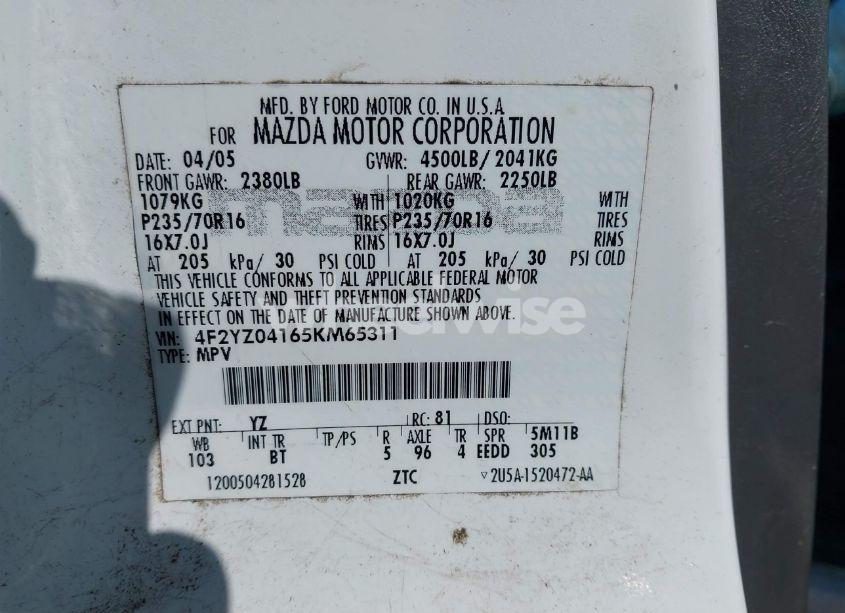 MFD. BY FORD MOTOR CO. IN U.S.A
FOR MAZDA MOTOR CORPORATION
DATE: 04/05 GVWR: 4500LB/ 2041KG
FRONT GAWR: 2380LB REAR GAWR: 2250LB
1079KG WITH 1020KG WITH
P235/70R16 TIRES P235/70R16 TIRES
16X7.0J RIMS 16X7.0J RIMS
AT 205 kPa/ 30 PSI COLD AT 205 kPa/ 30 PSI COLD
THIS VEHICLE CONFORMS TO ALL APPLICABLE FEDERAL MOTOR
VEHICLE SAFETY AND THEFT PREVENTION STANDARDS
IN EFFECT ON THE DATE OF MANUFACTURE SHOWN ABOVE.
VIN: 4F2YZ04165KM65311
TYPE: MPV
EXT PNT: YZ RC: 81 DSO:
WB INT TR TP/PS R AXLE TR SPR 5M11B
103 BT 5 96 4 EEDD 305
1200504281528 ZTC ▽2U5A-1520472-AA